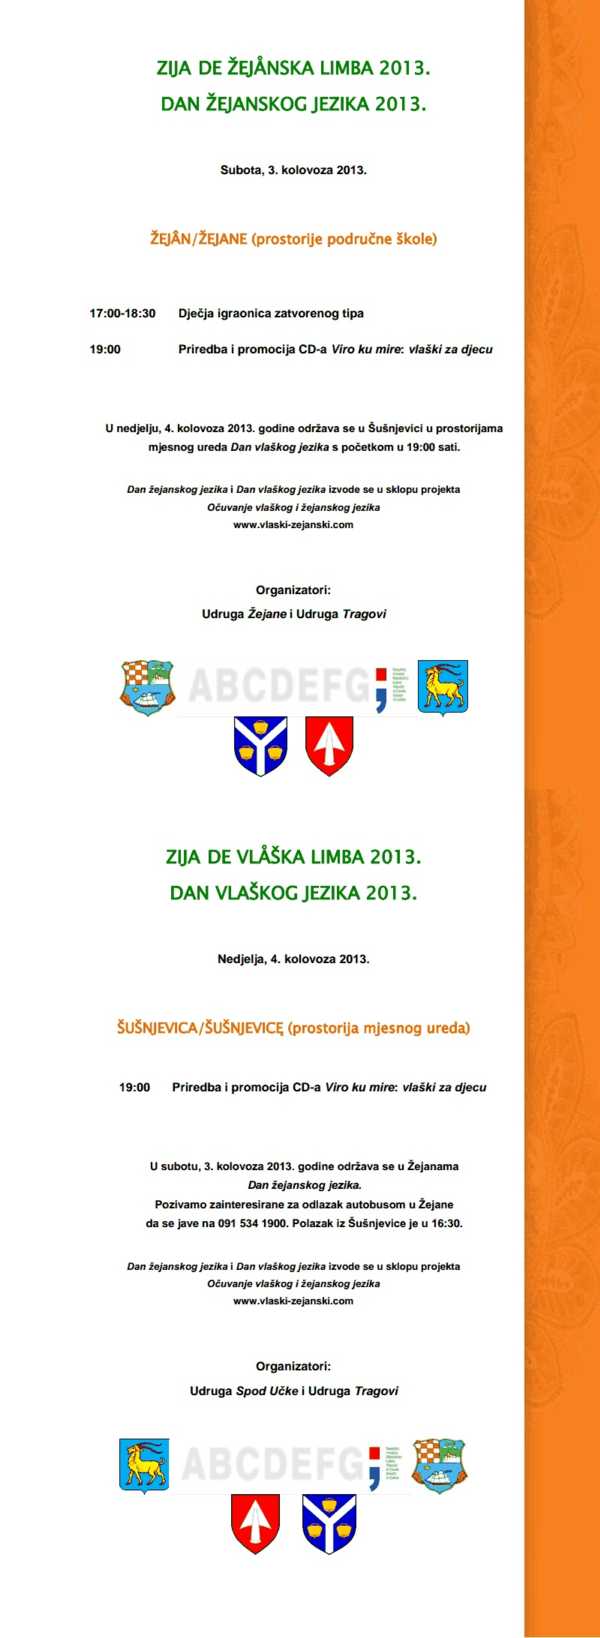 ZIJA DE ŽEJÅNSKA LIMBA 2013.
DAN ŽEJANSKOG JEZIKA 2013.
Subota, 3. kolovoza 2013.
ŽEJÂN/ŽEJANE (prostorije područne škole)
17:00-18:30 Dječja igraonica zatvorenog tipa
19:00 Priredba i promocija CD-a Viro ku mire: vlaški za djecu
U nedjelju, 4. kolovoza 2013. godine održava se u Šušnjevici u prostorijama
mjesnog ureda Dan vlaškog jezika s početkom u 19:00 sati.
Dan žejanskog jezika i Dan vlaškog jezika izvode se u sklopu projekta
Očuvanje vlaškog i žejanskog jezika
www.vlaski-zejanski.com
Organizatori:
Udruga Žejane i Udruga Tragovi
ABCDEFG
ZIJA DE VLÅŠKA LIMBA 2013.
DAN VLAŠKOG JEZIKA 2013.
Nedjelja, 4. kolovoza 2013.
ŠUŠNJEVICA/ŠUŠNJEVICĘ (prostorija mjesnog ureda)
19:00 Priredba i promocija CD-a Viro ku mire: vlaški za djecu
U subotu, 3. kolovoza 2013. godine održava se u Žejanama
Dan žejanskog jezika.
Pozivamo zainteresirane za odlazak autobusom u Žejane
da se jave na 091 534 1900. Polazak iz Šušnjevice je u 16:30.
Dan žejanskog jezika i Dan vlaškog jezika izvode se u sklopu projekta
Očuvanje vlaškog i žejanskog jezika
www.vlaski-zejanski.com
Organizatori:
Udruga Spod Učke i Udruga Tragovi
ABCDEFG